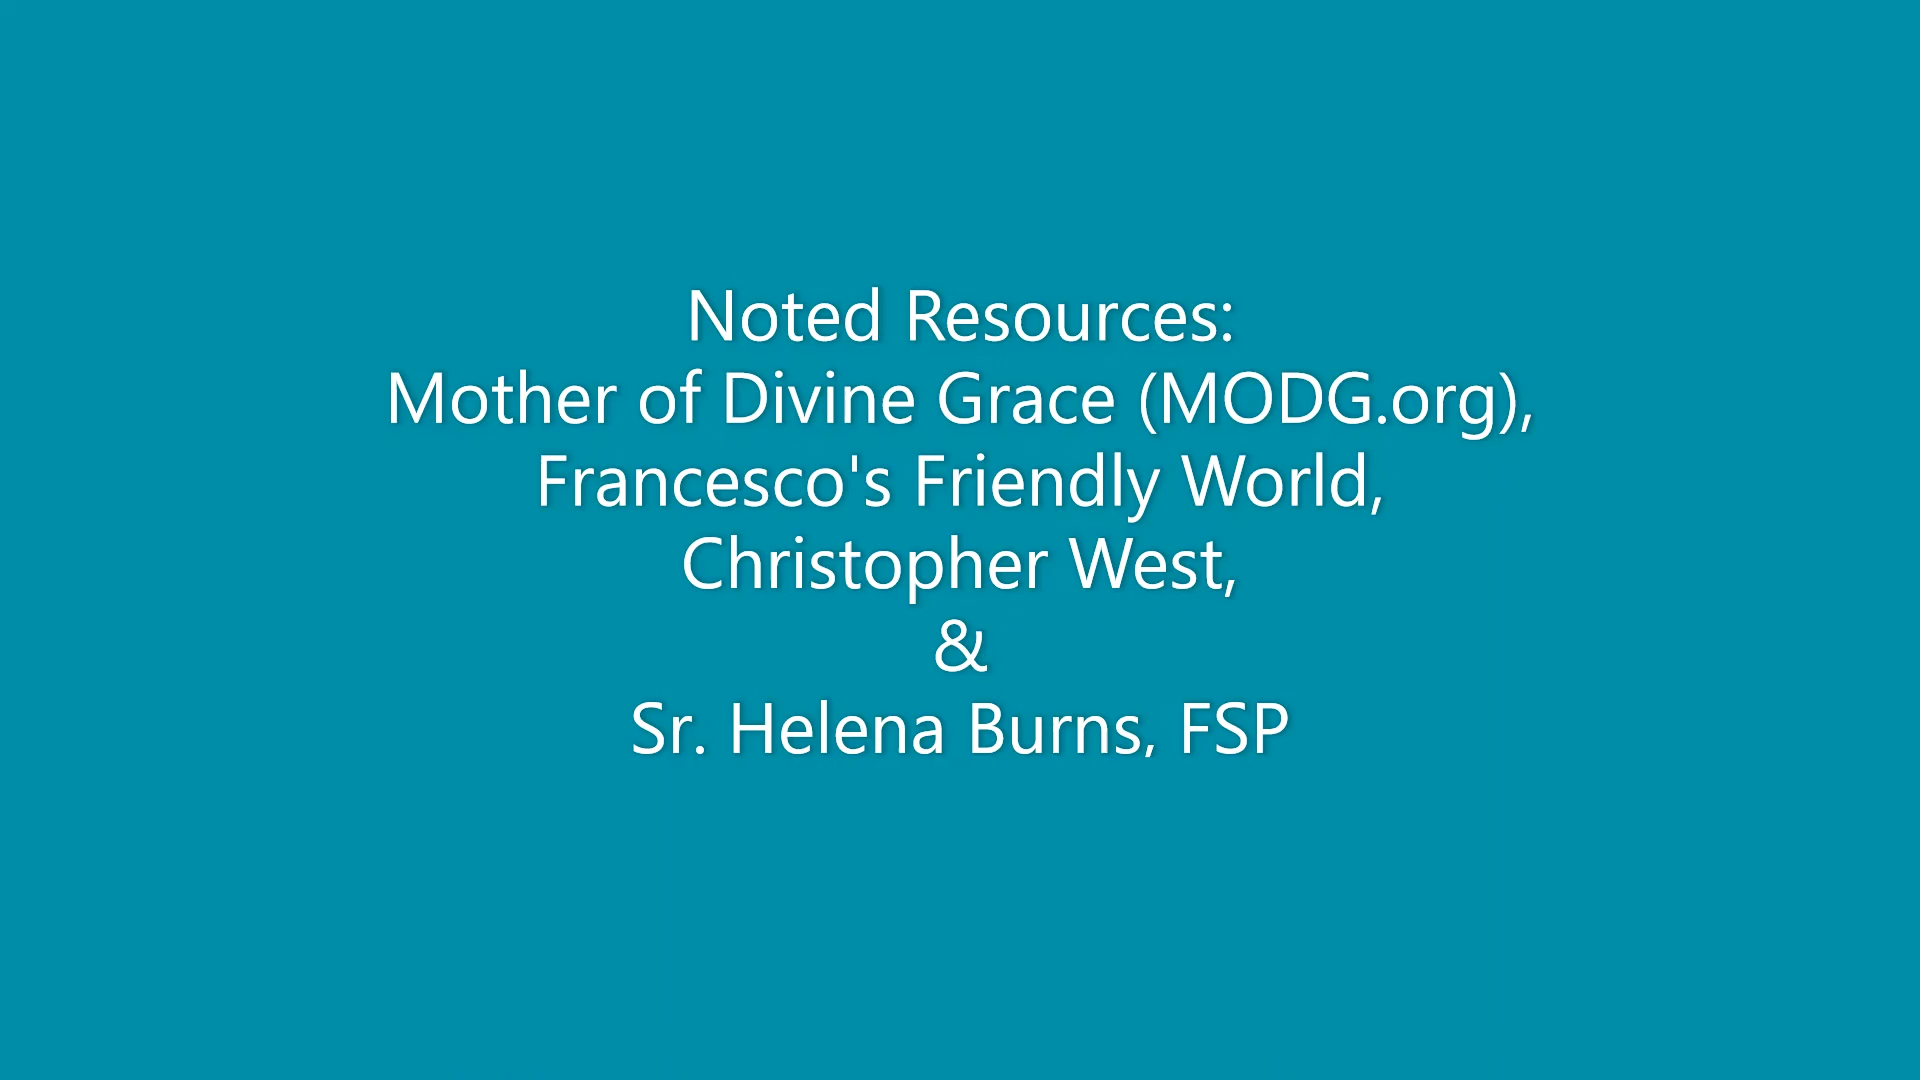 Noted Resources:
Mother of Divine Grace (MODG.org),
Francesco's Friendly World,
Christopher West,
&
Sr. Helena Burns, FSP